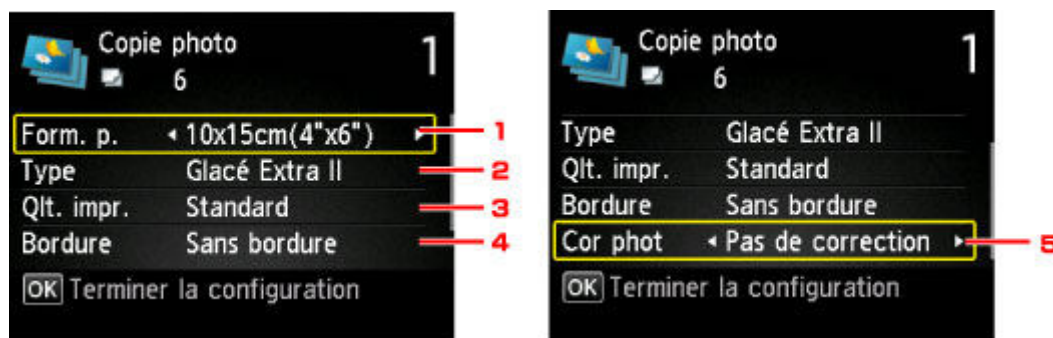 Copie photo
6
1
Form. p. 10x15cm(4"x6") 1
Type Glacé Extra II 2
Qlt. impr. Standard 3
Bordure Sans bordure 4
OK Terminer la configuration
Copie photo
6
1
Type Glacé Extra II
Qlt. impr. Standard
Bordure Sans bordure
Cor phot Pas de correction 5
OK Terminer la configuration